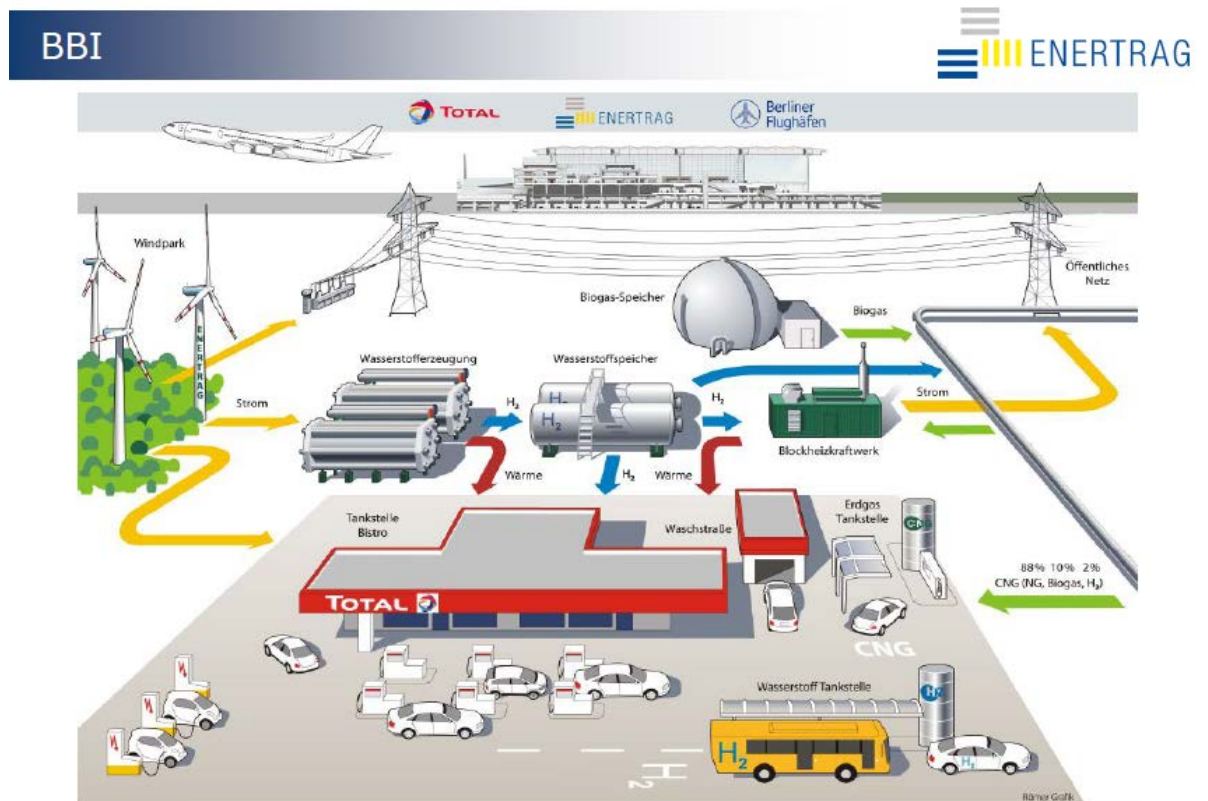 BBI
ENERTRAG
TOTAL
ENERTRAG
Berliner
Flughäfen
Windpark
Öffentliches
Netz
Biogas-Speicher
Biogas
Wasserstofferzeugung
Wasserstoffspeicher
ENERTRAG
Strom
H₂
H₂
H₂
H₂
Strom
Blockheizkraftwerk
Wärme
H₂
Wärme
Tankstelle
Bistro
Waschstraße
Erdgas
Tankstelle
CNG
88% 10% 2%
CNG (NG, Biogas, H₂)
TOTAL
CNG
Wasserstoff Tankstelle
H₂
H₂
H₂
H₂
Römer Grafik